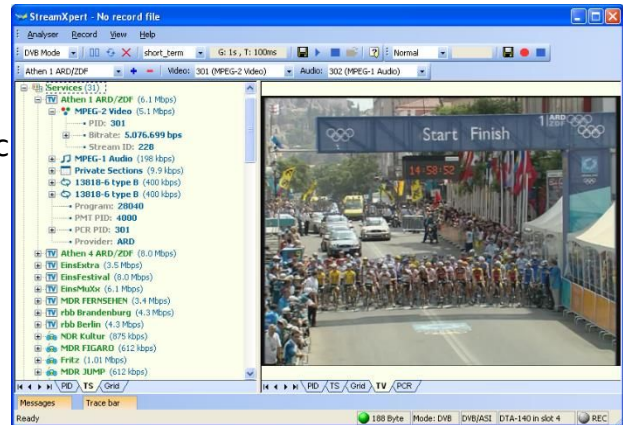 StreamXpert - No record file
Analyser Record View Help
DVB Mode short_term G: 1s, T: 100ms Normal
Athen 1 ARD/ZDF Video: 301 (MPEG-2 Video) Audio: 302 (MPEG-1 Audio)
Services (31)
TV Athen 1 ARD/ZDF (6.1 Mbps)
MPEG-2 Video (5.1 Mbps)
PID: 301
Bitrate: 5.076.699 bps
Stream ID: 228
MPEG-1 Audio (198 kbps)
Private Sections (9.9 kbps)
13818-6 type B (400 kbps)
13818-6 type B (400 kbps)
Program: 28040
PMT PID: 4000
PCR PID: 301
Provider: ARD
TV Athen 4 ARD/ZDF (8.0 Mbps)
TV EinsExtra (3.5 Mbps)
TV EinsFestival (8.0 Mbps)
TV EinsMuXx (6.1 Mbps)
TV MDR FERNSEHEN (3.4 Mbps)
TV rbb Brandenburg (4.3 Mbps)
TV rbb Berlin (4.3 Mbps)
NDR Kultur (875 kbps)
MDR FIGARO (612 kbps)
Fritz (1.01 Mbps)
MDR JUMP (612 kbps)
C
1 ARD
ZDF
Start Finish
14:58:52
PID TS Grid
PID TS Grid TV PCR
Messages Trace bar
Ready 188 Byte Mode: DVB DVB/ASI DTA-140 in slot 4 REC